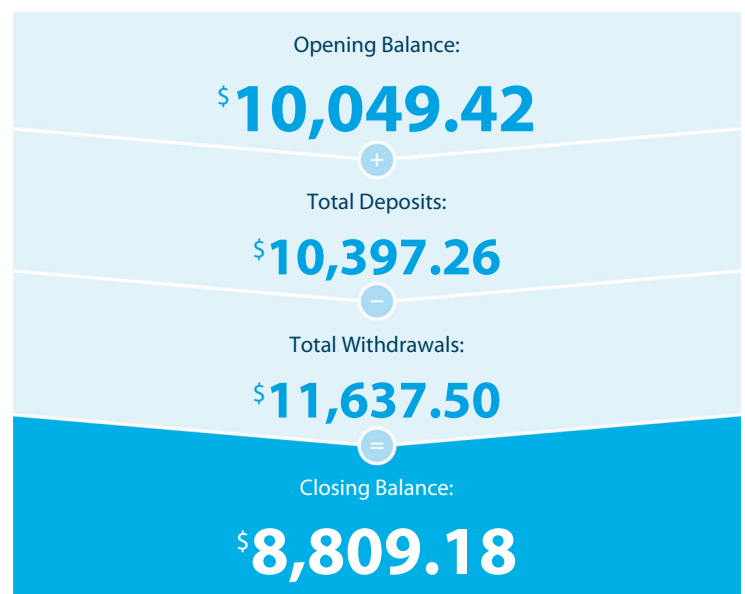 Opening Balance:
$10,049.42
+
Total Deposits:
$10,397.26
−
Total Withdrawals:
$11,637.50
=
Closing Balance:
$8,809.18